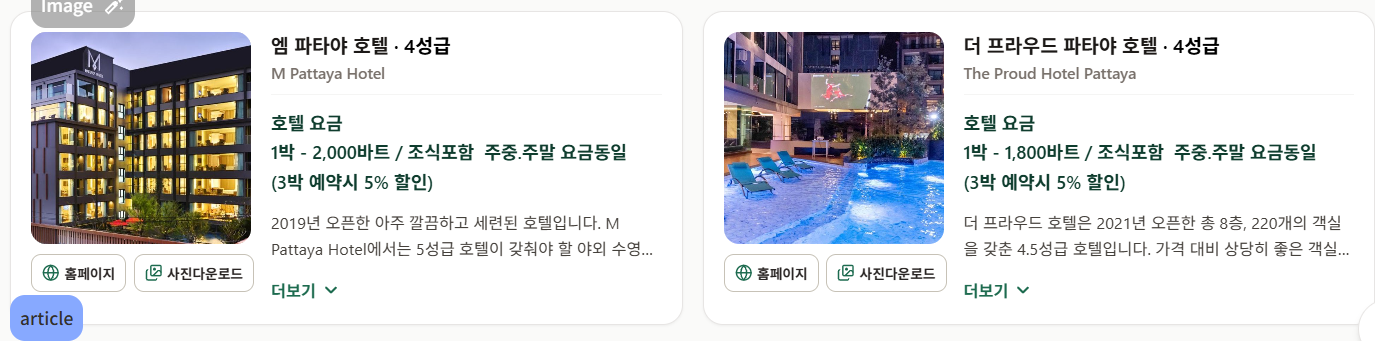 Image
엠 파타야 호텔 · 4성급
M Pattaya Hotel
호텔 요금
1박 - 2,000바트 / 조식포함 주중.주말 요금동일
(3박 예약시 5% 할인)
2019년 오픈한 아주 깔끔하고 세련된 호텔입니다. M
Pattaya Hotel에서는 5성급 호텔이 갖춰야 할 야외 수영...
홈페이지
사진다운로드
더보기
article
더 프라우드 파타야 호텔 · 4성급
The Proud Hotel Pattaya
호텔 요금
1박 - 1,800바트 / 조식포함 주중.주말 요금동일
(3박 예약시 5% 할인)
더 프라우드 호텔은 2021년 오픈한 총 8층, 220개의 객실
을 갖춘 4.5성급 호텔입니다. 가격 대비 상당히 좋은 객실...
홈페이지
사진다운로드
더보기